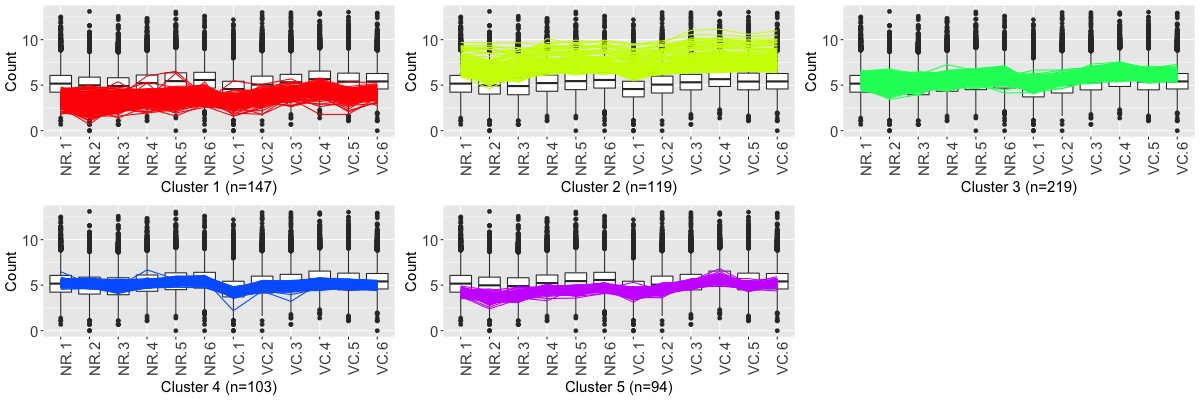 Count
10
5
0
NR.1 NR.2 NR.3 NR.4 NR.5 NR.6 VC.1 VC.2 VC.3 VC.4 VC.5 VC.6
Cluster 1 (n=147)
Count
10
5
0
NR.1 NR.2 NR.3 NR.4 NR.5 NR.6 VC.1 VC.2 VC.3 VC.4 VC.5 VC.6
Cluster 2 (n=119)
Count
10
5
0
NR.1 NR.2 NR.3 NR.4 NR.5 NR.6 VC.1 VC.2 VC.3 VC.4 VC.5 VC.6
Cluster 3 (n=219)
Count
10
5
0
NR.1 NR.2 NR.3 NR.4 NR.5 NR.6 VC.1 VC.2 VC.3 VC.4 VC.5 VC.6
Cluster 4 (n=103)
Count
10
5
0
NR.1 NR.2 NR.3 NR.4 NR.5 NR.6 VC.1 VC.2 VC.3 VC.4 VC.5 VC.6
Cluster 5 (n=94)